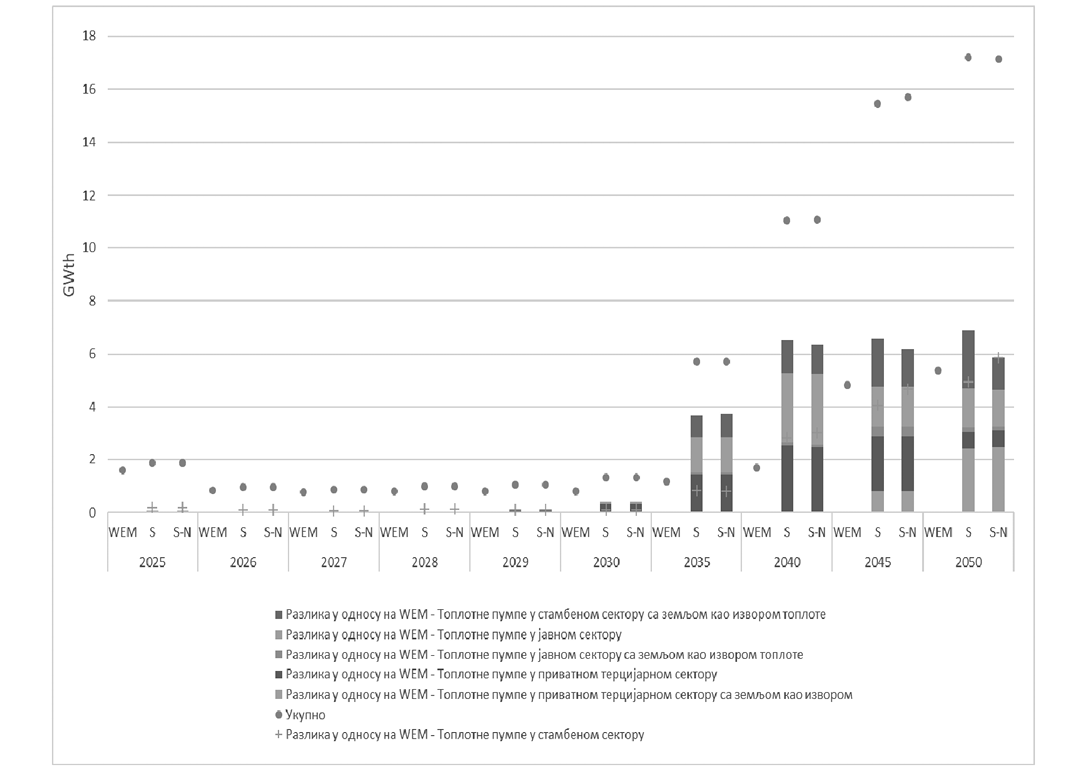 18
16
14
12
10
8
6
4
2
0
GWth
WEM S S-N WEM S S-N WEM S S-N WEM S S-N WEM S S-N WEM S S-N WEM S S-N WEM S S-N WEM S S-N WEM S S-N
2025 2026 2027 2028 2029 2030 2035 2040 2045 2050
Разлика у односу на WEM - Топлотне пумпе у стамбеном сектору са земљом као извором топлоте
Разлика у односу на WEM - Топлотне пумпе у јавном сектору
Разлика у односу на WEM - Топлотне пумпе у јавном сектору са земљом као извором топлоте
Разлика у односу на WEM - Топлотне пумпе у приватном терцијарном сектору
Разлика у односу на WEM - Топлотне пумпе у приватном терцијарном сектору са земљом као извором
Укупно
Разлика у односу на WEM - Топлотне пумпе у стамбеном сектору